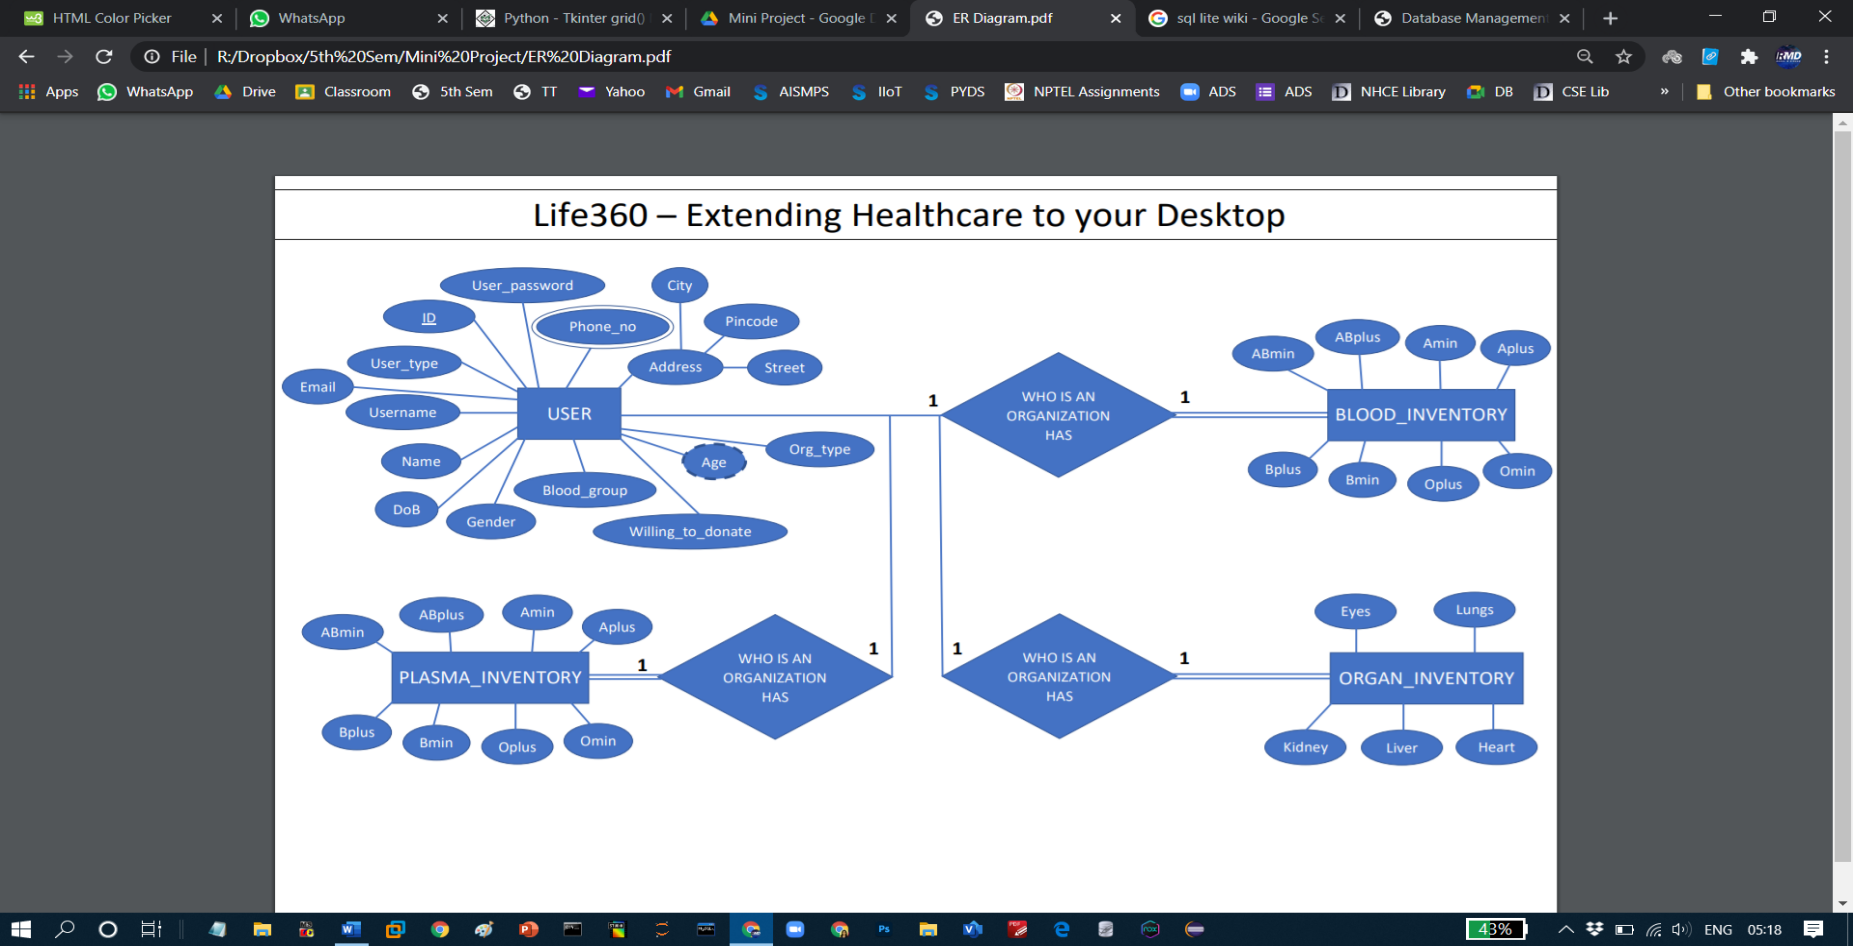 HTML Color Picker
WhatsApp
Python - Tkinter grid()
Mini Project - Google D
ER Diagram.pdf
sql lite wiki - Google Se
Database Management
File
R:/Dropbox/5th%20Sem/Mini%20Project/ER%20Diagram.pdf
RMD
Apps
WhatsApp
Drive
Classroom
5th Sem
TT
Yahoo
Gmail
AISMPS
IIoT
PYDS
NPTEL Assignments
ADS
ADS
NHCE Library
DB
CSE Lib
»
Other bookmarks
Life360 – Extending Healthcare to your Desktop
User_password
City
ID
Phone_no
Pincode
User_type
Address
Street
Email
Username
USER
Name
Age
Org_type
DoB
Gender
Blood_group
Willing_to_donate
1
WHO IS AN
ORGANIZATION
HAS
1
ABmin
ABplus
Amin
Aplus
BLOOD_INVENTORY
Bplus
Bmin
Oplus
Omin
ABmin
ABplus
Amin
Aplus
PLASMA_INVENTORY
Bplus
Bmin
Oplus
Omin
1
WHO IS AN
ORGANIZATION
HAS
1
1
WHO IS AN
ORGANIZATION
HAS
1
Eyes
Lungs
ORGAN_INVENTORY
Kidney
Liver
Heart
43%
ENG
05:18